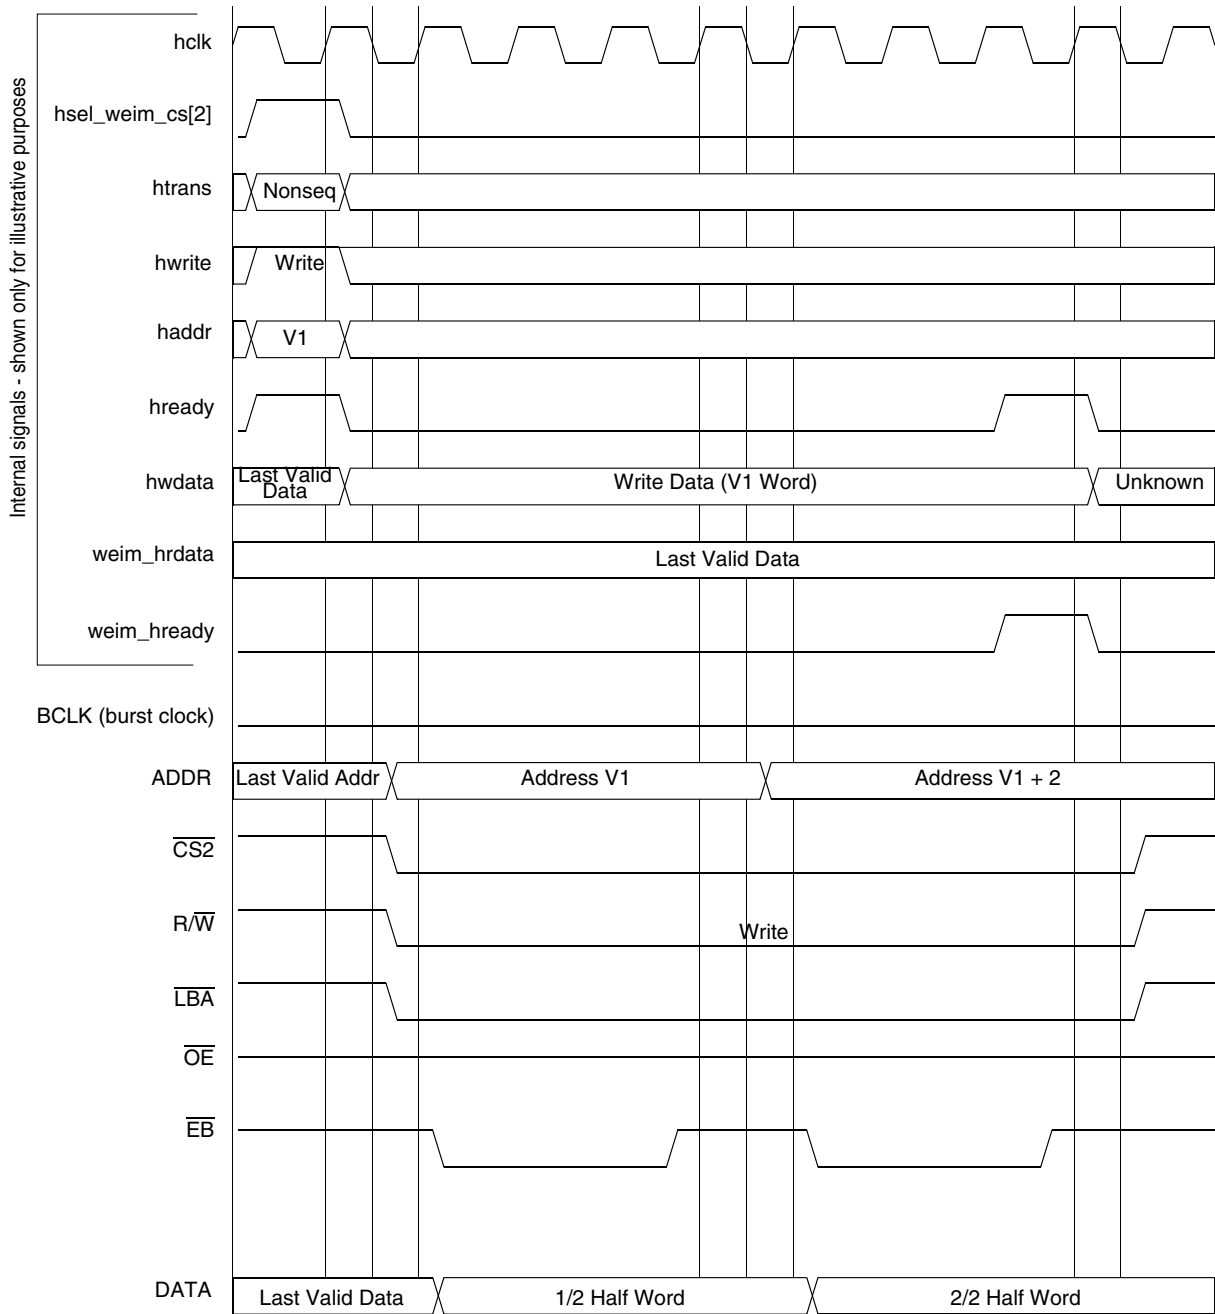 Internal signals - shown only for illustrative purposes
hclk
hsel_weim_cs[2]
htrans
Nonseq
hwrite
Write
haddr
V1
hready
hwdata
Last Valid
Data
Write Data (V1 Word)
Unknown
weim_hrdata
Last Valid Data
weim_hready
BCLK (burst clock)
ADDR
Last Valid Addr
Address V1
Address V1 + 2
CS2
R/W
Write
LBA
OE
EB
DATA
Last Valid Data
1/2 Half Word
2/2 Half Word